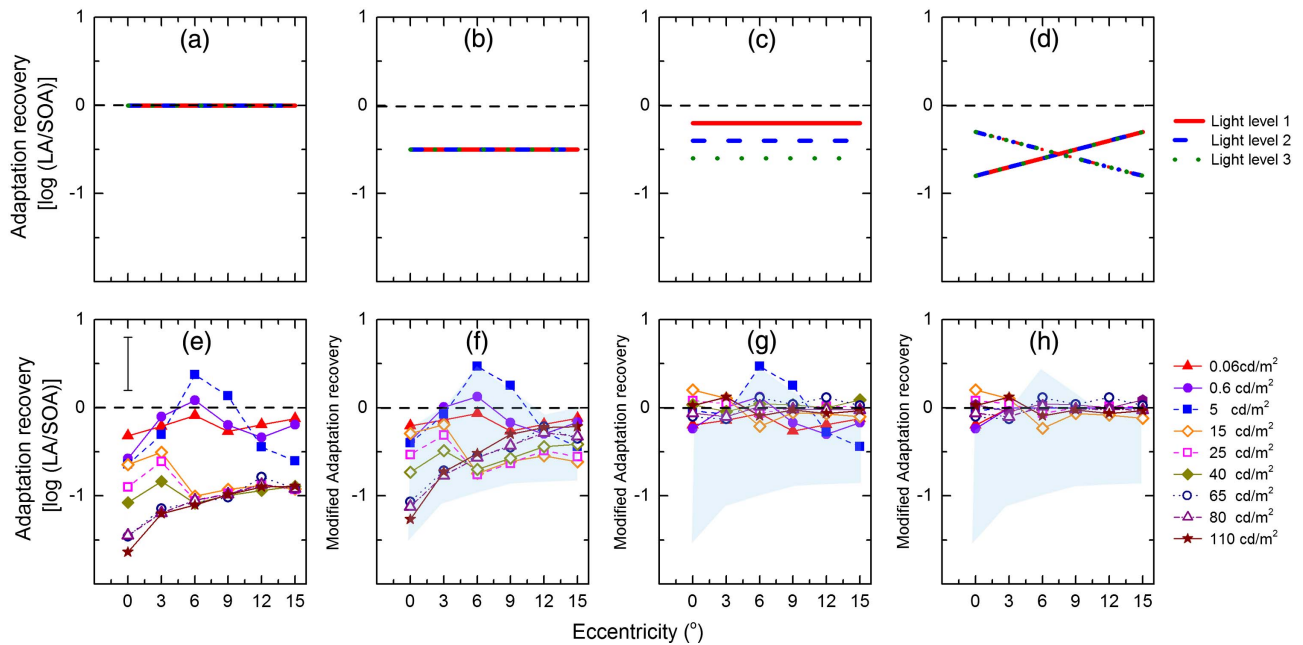 (a)
(b)
(c)
(d)
Adaptation recovery
[log (LA/SOA)]
1
0
-1
1
0
-1
1
0
-1
1
0
-1
Light level 1
Light level 2
Light level 3
(e)
(f)
(g)
(h)
Adaptation recovery
[log (LA/SOA)]
Modified Adaptation recovery
Modified Adaptation recovery
Modified Adaptation recovery
1
0
-1
1
0
-1
1
0
-1
1
0
-1
0 3 6 9 12 15
0 3 6 9 12 15
0 3 6 9 12 15
0 3 6 9 12 15
Eccentricity (°)
0.06cd/m²
0.6 cd/m²
5 cd/m²
15 cd/m²
25 cd/m²
40 cd/m²
65 cd/m²
80 cd/m²
110 cd/m²